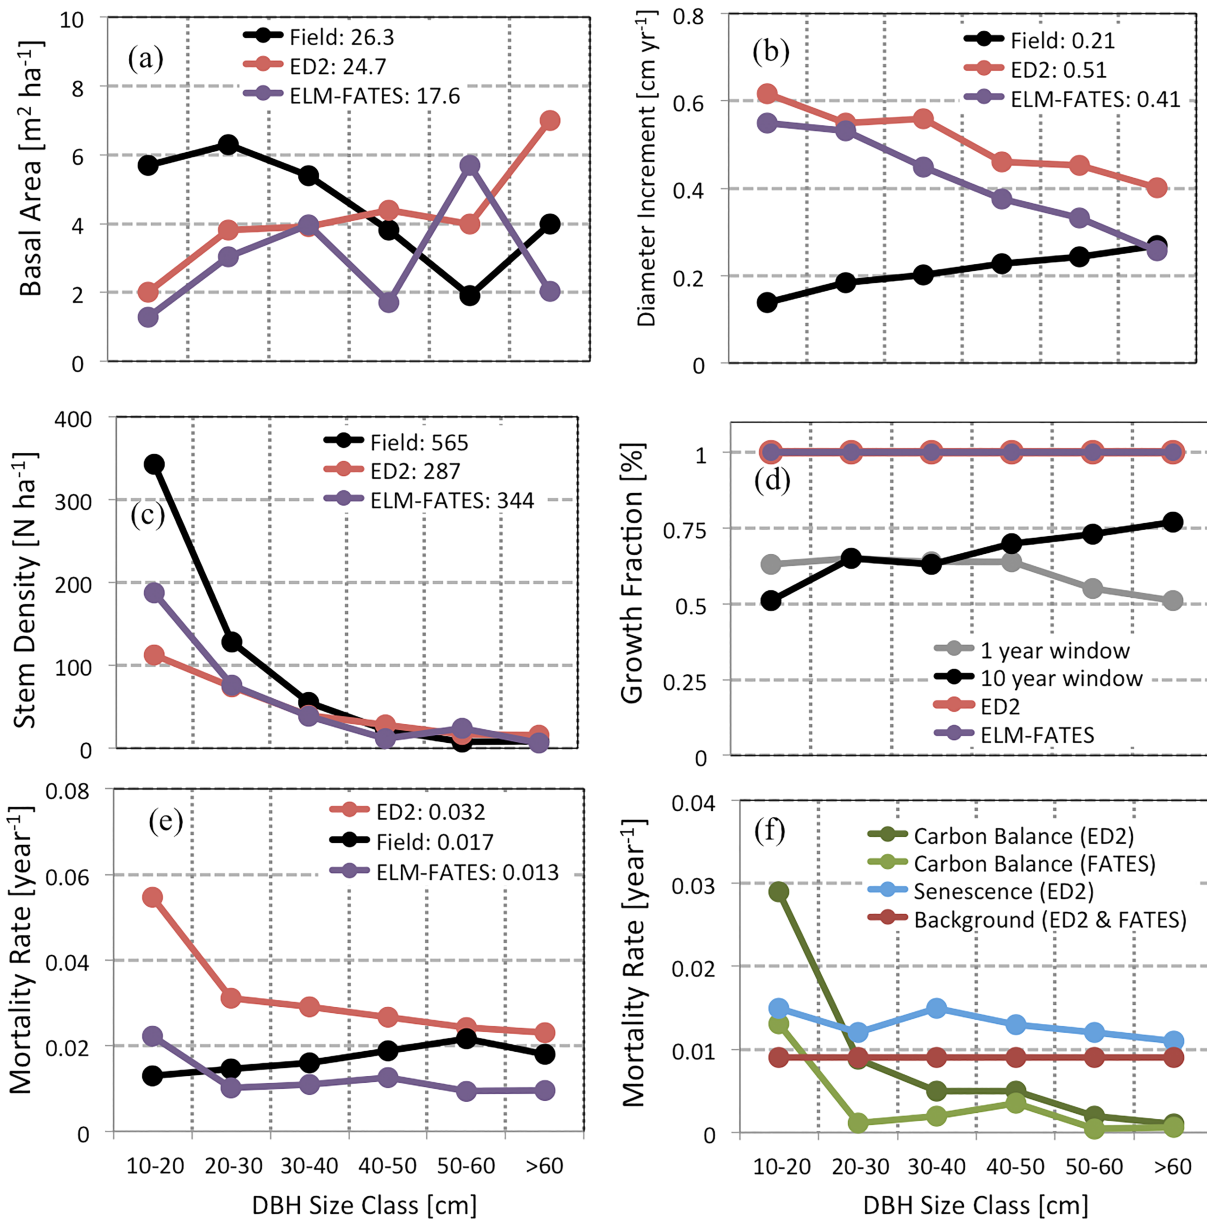 (a)
Field: 26.3
ED2: 24.7
ELM-FATES: 17.6
Basal Area [m² ha⁻¹]
10
8
6
4
2
0
(b)
Field: 0.21
ED2: 0.51
ELM-FATES: 0.41
Diameter Increment [cm yr⁻¹]
0.8
0.6
0.4
0.2
0
(c)
Field: 565
ED2: 287
ELM-FATES: 344
Stem Density [N ha⁻¹]
400
300
200
100
0
(d)
Growth Fraction [%]
1
0.75
0.5
0.25
0
1 year window
10 year window
ED2
ELM-FATES
(e)
ED2: 0.032
Field: 0.017
ELM-FATES: 0.013
Mortality Rate [year⁻¹]
0.08
0.06
0.04
0.02
0
10-20 20-30 30-40 40-50 50-60 >60
DBH Size Class [cm]
(f)
Carbon Balance (ED2)
Carbon Balance (FATES)
Senescence (ED2)
Background (ED2 & FATES)
Mortality Rate [year⁻¹]
0.04
0.03
0.02
0.01
0
10-20 20-30 30-40 40-50 50-60 >60
DBH Size Class [cm]